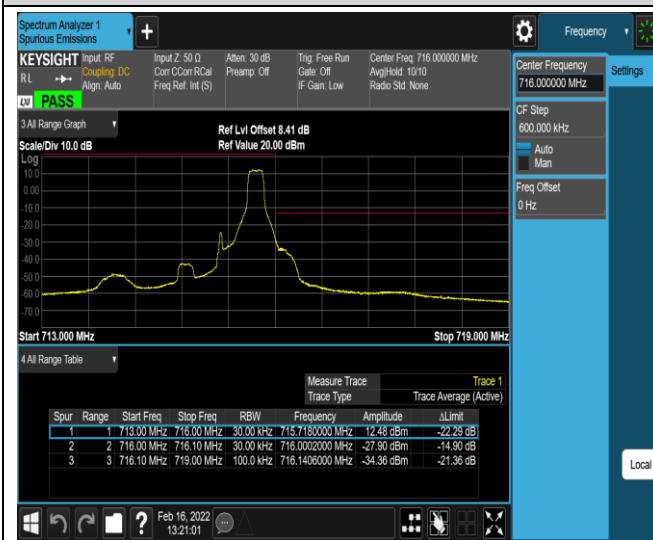 Spectrum Analyzer 1
Spurious Emissions
Frequency
KEYSIGHT Input: RF Input Z: 50 Ω Atten: 30 dB Trig: Free Run Center Freq: 716.000000 MHz
RL Coupling: DC Corr CCorr RCal Preamp: Off Gate: Off Avg|Hold: 10/10
Align: Auto Freq Ref: Int (S) IF Gain: Low Radio Std: None
LXI PASS
3 All Range Graph
Ref Lvl Offset 8.41 dB
Scale/Div 10.0 dB Ref Value 20.00 dBm
Log
10.0
0.00
-10.0
-20.0
-30.0
-40.0
-50.0
-60.0
-70.0
Start 713.000 MHz Stop 719.000 MHz
4 All Range Table
Measure Trace Trace 1
Trace Type Trace Average (Active)
Spur Range Start Freq Stop Freq RBW Frequency Amplitude ΔLimit
1 1 713.00 MHz 716.00 MHz 30.00 kHz 715.7180000 MHz 12.48 dBm -22.29 dB
2 2 716.00 MHz 716.10 MHz 30.00 kHz 716.0002000 MHz -27.90 dBm -14.90 dB
3 3 716.10 MHz 719.00 MHz 100.0 kHz 716.1406000 MHz -34.36 dBm -21.36 dB
Feb 16, 2022
13:21:01
Center Frequency
716.000000 MHz
Settings
CF Step
600.000 kHz
Auto
Man
Freq Offset
0 Hz
Local